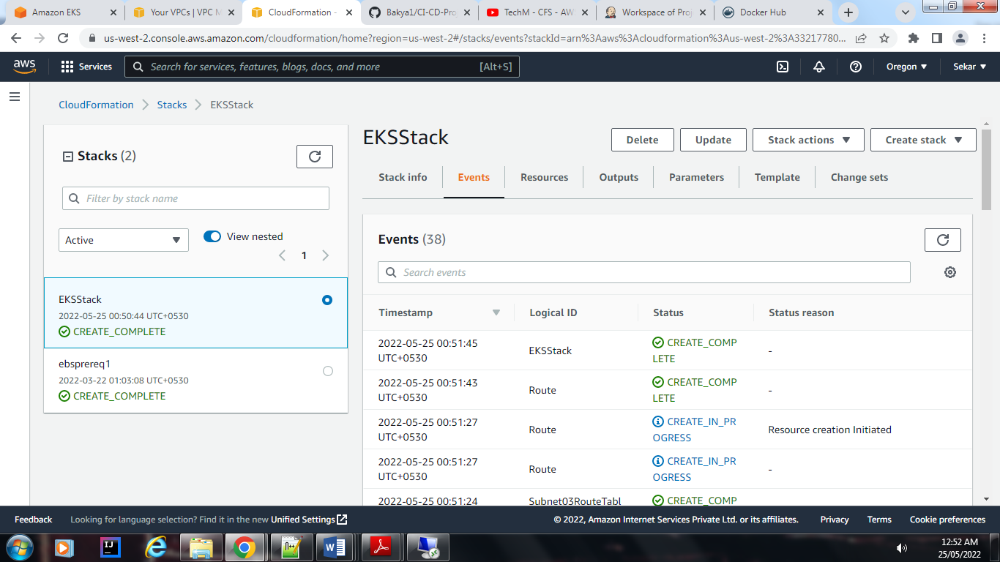 Amazon EKS
Your VPCs | VPC M
CloudFormation -
Bakya1/CI-CD-Pro
TechM - CFS - AW
Workspace of Proj
Docker Hub
us-west-2.console.aws.amazon.com/cloudformation/home?region=us-west-2#/stacks/events?stackId=arn%3Aaws%3Acloudformation%3Aus-west-2%3A33217780...
aws
Services
Search for services, features, blogs, docs, and more
[Alt+S]
Oregon
Sekar
CloudFormation
Stacks
EKSStack
Stacks (2)
Filter by stack name
Active
View nested
1
EKSStack
2022-05-25 00:50:44 UTC+0530
CREATE_COMPLETE
ebsprereq1
2022-03-22 01:03:08 UTC+0530
CREATE_COMPLETE
EKSStack
Delete
Update
Stack actions
Create stack
Stack info
Events
Resources
Outputs
Parameters
Template
Change sets
Events (38)
Search events
Timestamp
Logical ID
Status
Status reason
2022-05-25 00:51:45
UTC+0530
EKSStack
CREATE_COMP
LETE
-
2022-05-25 00:51:43
UTC+0530
Route
CREATE_COMP
LETE
-
2022-05-25 00:51:27
UTC+0530
Route
CREATE_IN_PR
OGRESS
Resource creation Initiated
2022-05-25 00:51:27
UTC+0530
Route
CREATE_IN_PR
OGRESS
-
2022-05-25 00:51:24
Subnet03RouteTabl
CREATE_COMP
Feedback
Looking for language selection? Find it in the new Unified Settings
© 2022, Amazon Internet Services Private Ltd. or its affiliates.
Privacy
Terms
Cookie preferences
12:52 AM
25/05/2022